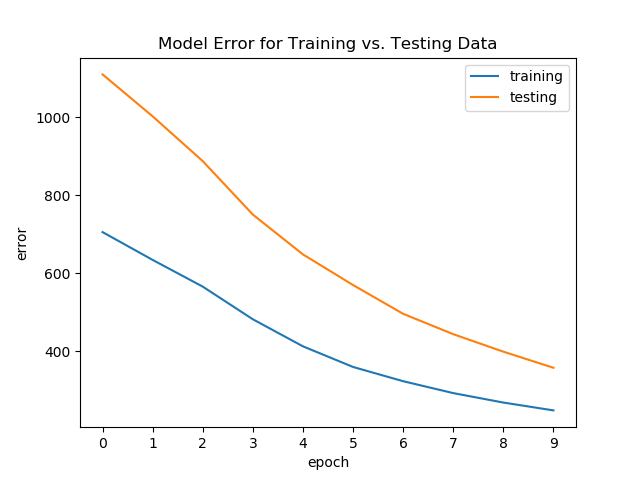 Model Error for Training vs. Testing Data
training
testing
1000
800
600
400
error
0 1 2 3 4 5 6 7 8 9
epoch